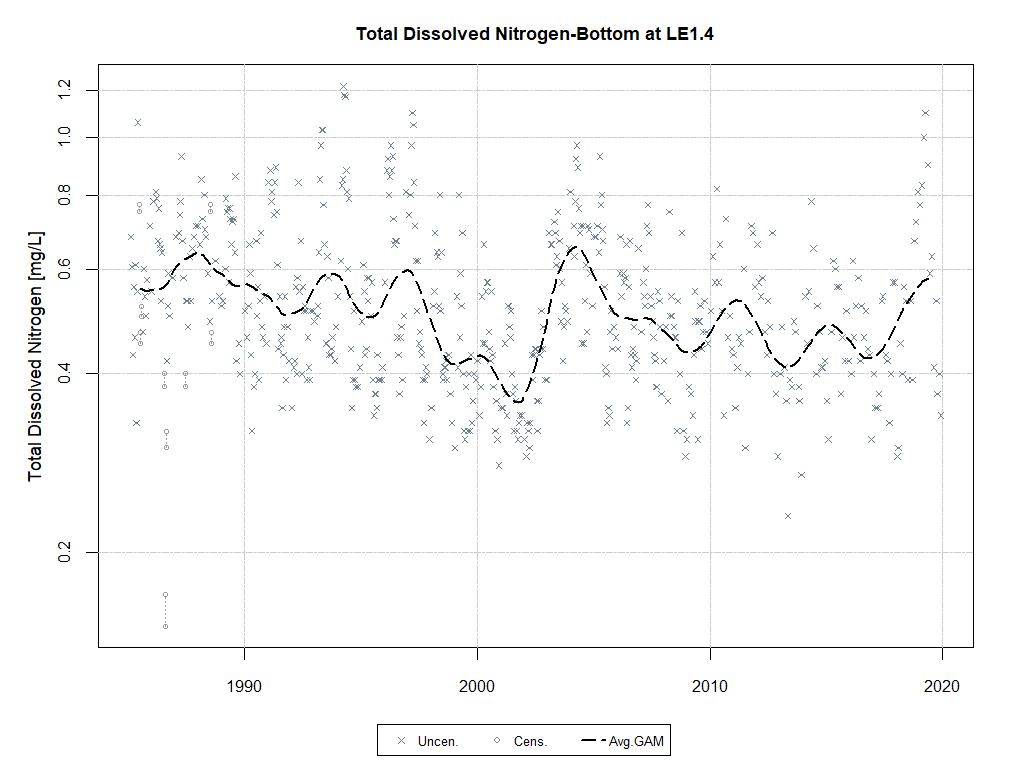 Total Dissolved Nitrogen-Bottom at LE1.4
Total Dissolved Nitrogen [mg/L]
1.2
1.0
0.8
0.6
0.4
0.2
1990 2000 2010 2020
Uncen. Cens. Avg.GAM